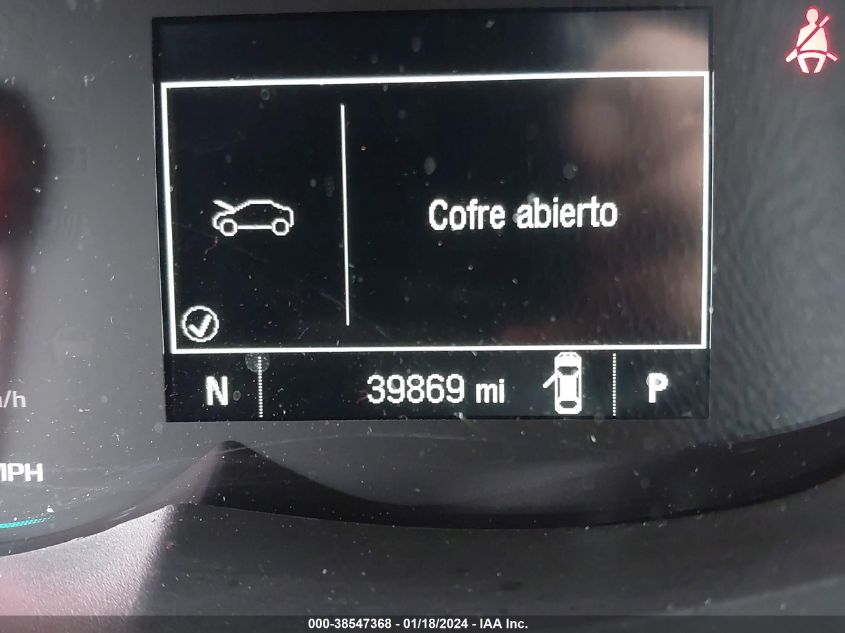 Cofre abierto
N 39869 mi P
/h
MPH
000-38547368 - 01/18/2024 - IAA Inc.